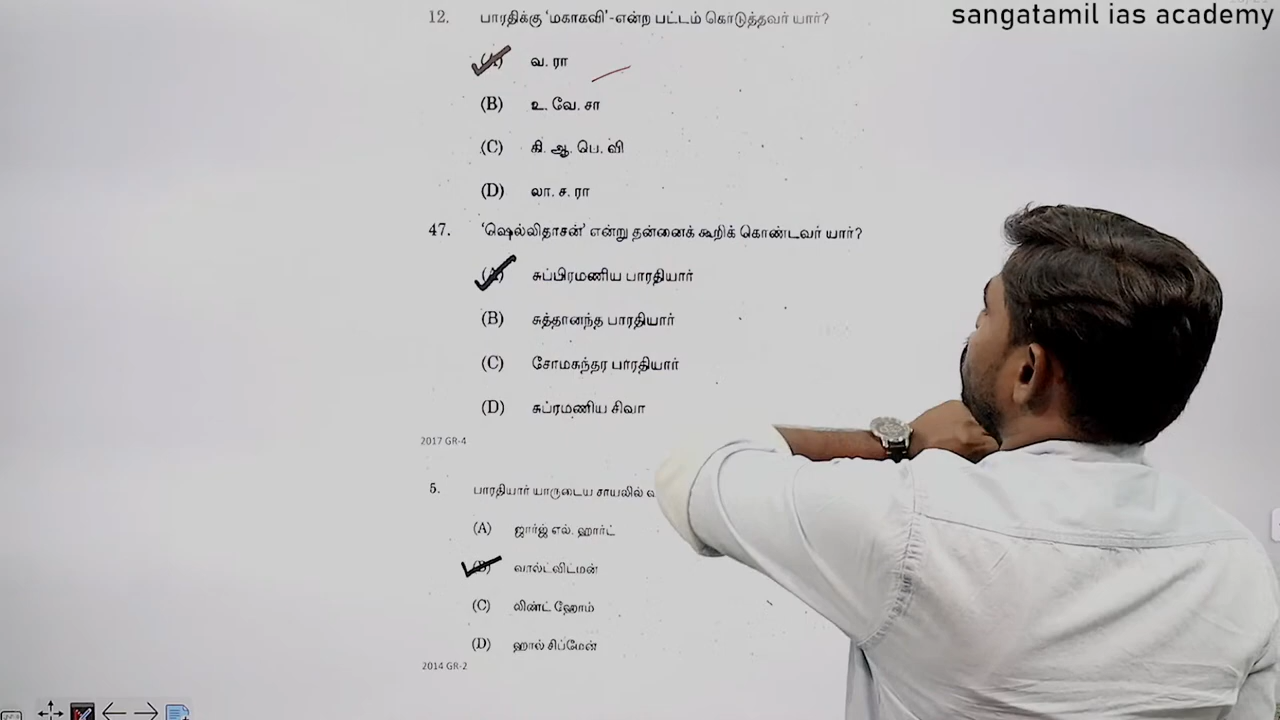 sangatamil ias academy
12. பாரதிக்கு 'மகாகவி'-என்ற பட்டம் கொடுத்தவர் யார்?
வ. ரா
(B) உ. வே. சா
(C) கி. ஆ. பெ. வி
(D) லா. ச. ரா
47. 'ஷெல்லிதாசன்' என்று தன்னைக் கூறிக் கொண்டவர் யார்?
சுப்பிரமணிய பாரதியார்
(B) சுத்தானந்த பாரதியார்
(C) சோமசுந்தர பாரதியார்
(D) சுப்ரமணிய சிவா
2017 GR-4
5. பாரதியார் யாருடைய சாயலில்
(A) ஜார்ஜ் எல். ஹார்ட்
(B) வால்ட் விட்மன்
(C) லிண்ட் ஹோம்
(D) ஹால் சிப்மேன்
2014 GR-2